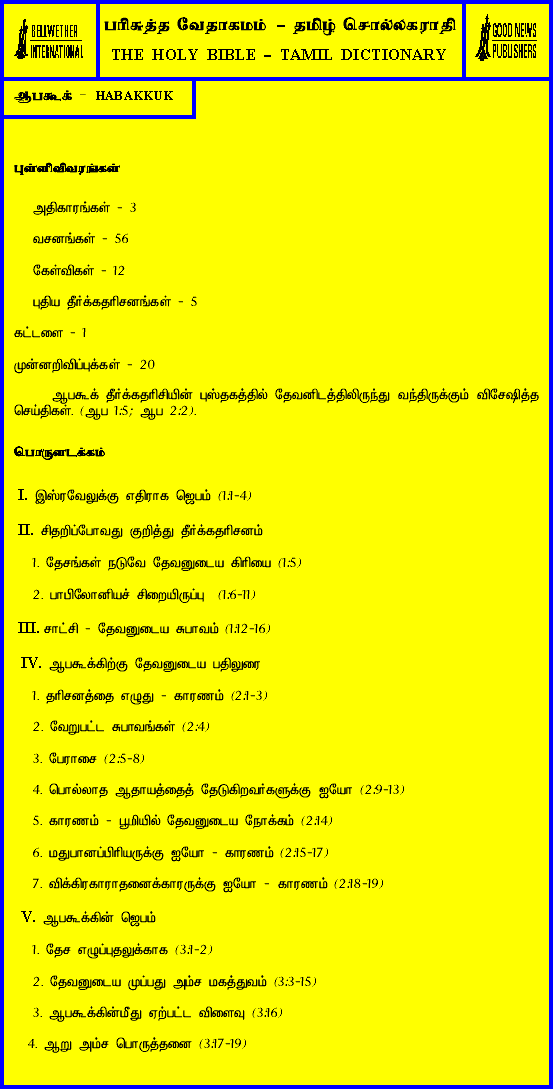 BELLWETHER
INTERNATIONAL
பரிசுத்த வேதாகமம் - தமிழ் சொல்லகராதி
THE HOLY BIBLE - TAMIL DICTIONARY
GOOD NEWS
PUBLISHERS
ஆபகூக் - HABAKKUK
புள்ளிவிவரங்கள்
அதிகாரங்கள் - 3
வசனங்கள் - 56
கேள்விகள் - 12
புதிய தீர்க்கதரிசனங்கள் - 5
கட்டளை - 1
முன்னறிவிப்புக்கள் - 20
ஆபகூக் தீர்க்கதரிசியின் புஸ்தகத்தில் தேவனிடத்திலிருந்து வந்திருக்கும் விசேஷித்த
செய்திகள். (ஆப 1:5; ஆப 2:2).
பொருளடக்கம்
I. இஸ்ரவேலுக்கு எதிராக ஜெபம் (1:1-4)
II. சிதறிப்போவது குறித்து தீர்க்கதரிசனம்
1. தேசங்கள் நடுவே தேவனுடைய கிரியை (1:5)
2. பாபிலோனியச் சிறையிருப்பு (1:6-11)
III. சாட்சி - தேவனுடைய சுபாவம் (1:12-16)
IV. ஆபகூக்கிற்கு தேவனுடைய பதிலுரை
1. தரிசனத்தை எழுது - காரணம் (2:1-3)
2. வேறுபட்ட சுபாவங்கள் (2:4)
3. பேராசை (2:5-8)
4. பொல்லாத ஆதாயத்தைத் தேடுகிறவர்களுக்கு ஐயோ (2:9-13)
5. காரணம் - பூமியில் தேவனுடைய நோக்கம் (2:14)
6. மதுபானப்பிரியருக்கு ஐயோ - காரணம் (2:15-17)
7. விக்கிரகாராதனைக்காரருக்கு ஐயோ - காரணம் (2:18-19)
V. ஆபகூக்கின் ஜெபம்
1. தேச எழுப்புதலுக்காக (3:1-2)
2. தேவனுடைய முப்பது அம்ச மகத்துவம் (3:3-15)
3. ஆபகூக்கின்மீது ஏற்பட்ட விளைவு (3:16)
4. ஆறு அம்ச பொருத்தனை (3:17-19)